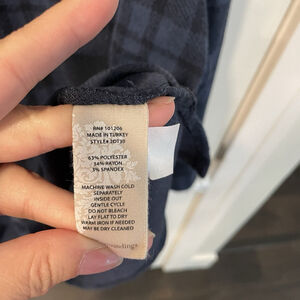 RN# 101206
MADE IN TURKEY
63% POLYESTER
34% RAYON
3% SPANDEX
MACHINE WASH COLD
SEPARATELY
INSIDE OUT
GENTLE CYCLE
DO NOT BLEACH
LAY FLAT TO DRY
WARM IRON IF NEEDED
MAY BE DRY CLEANED